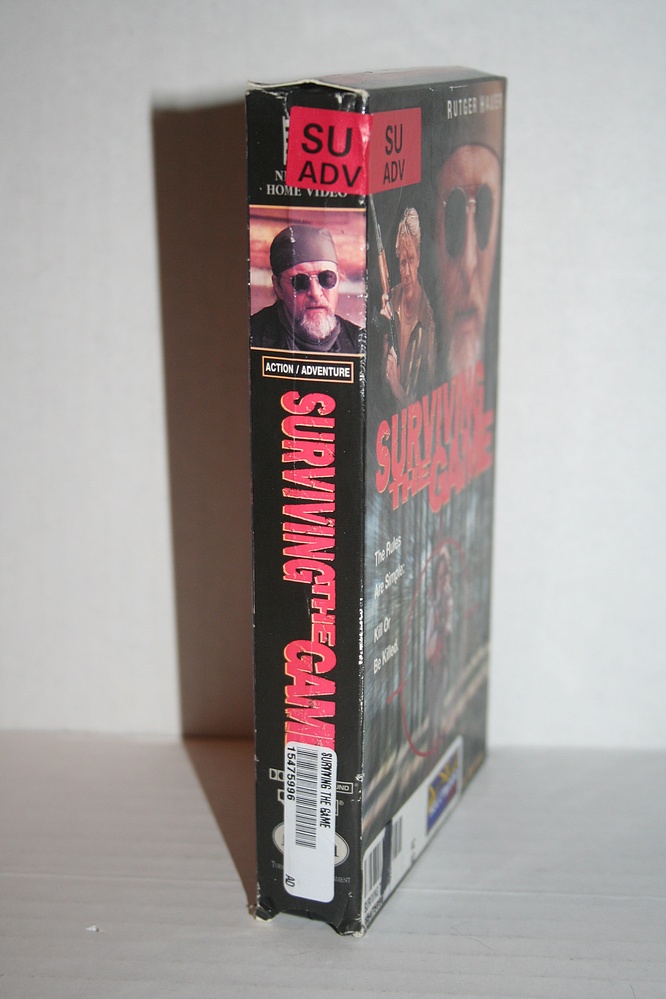 SU
ADV
HOME VIDEO
ACTION / ADVENTURE
SURVIVING THE GAME
SURVIVING THE GAME
15475996
AD
SU
ADV
RUTGER HAUER
SURVIVING
THE
GAME
The Rules
Are Simple:
Kill Or
Be Killed.